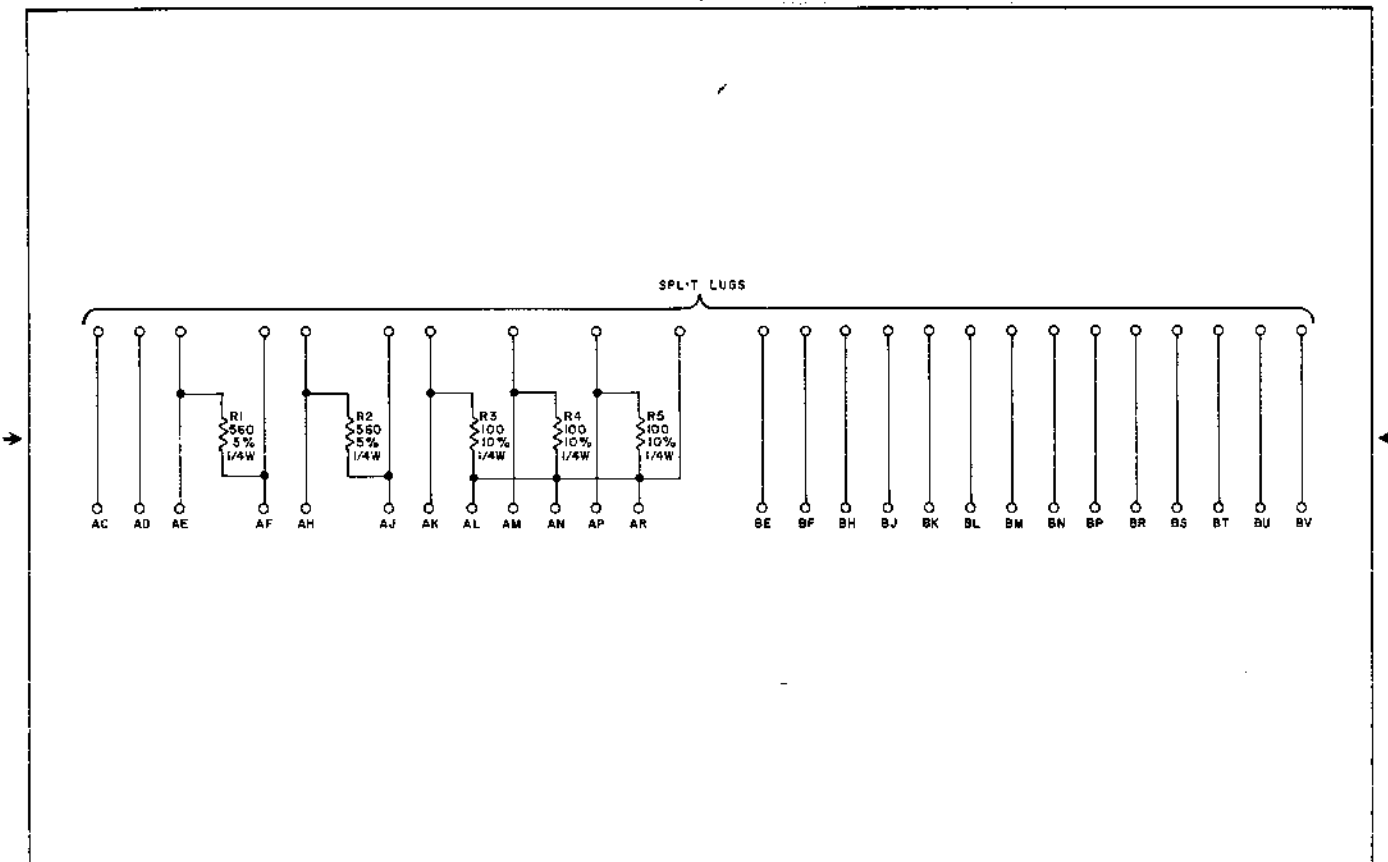 SPLIT LUGS
R1
560
5%
1/4W
R2
560
5%
1/4W
R3
100
10%
1/4W
R4
100
10%
1/4W
R5
100
10%
1/4W
AC AD AE AF AH AJ AK AL AM AN AP AR BE BF BH BJ BK BL BM BN BP BR BS BT BU BV